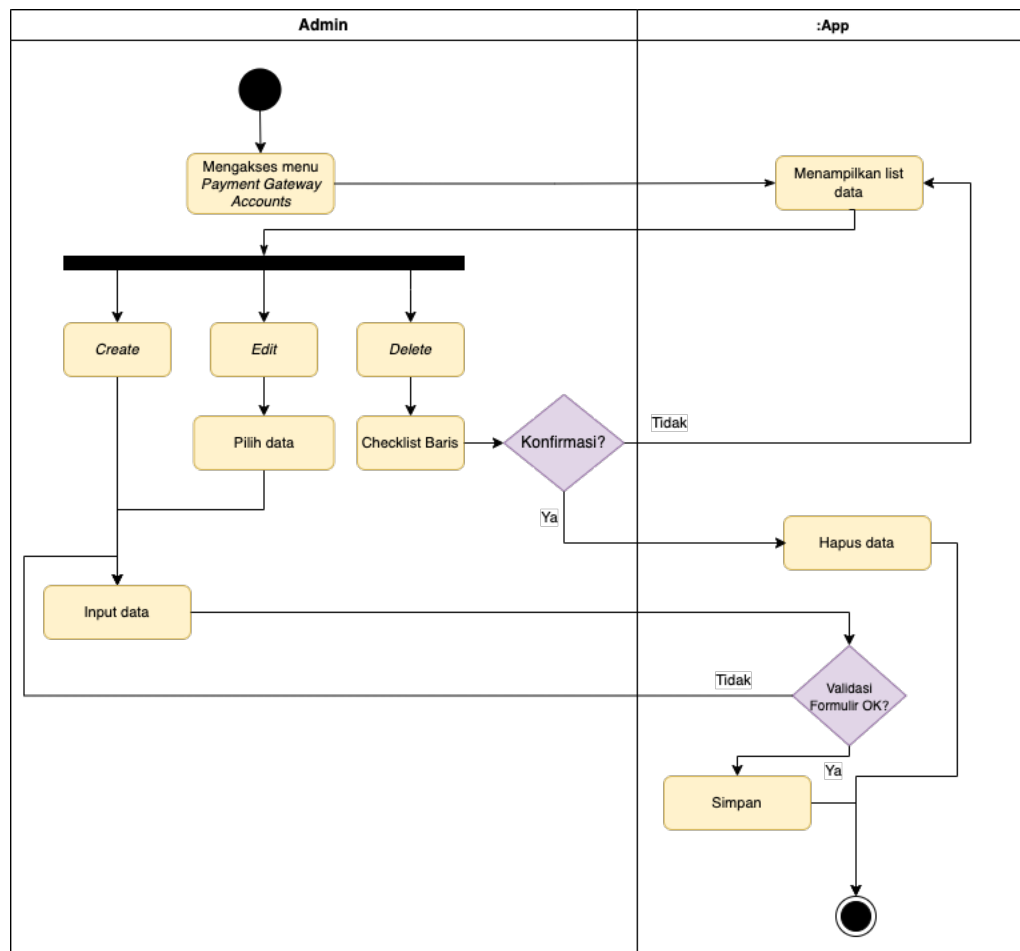 Admin
:App
Mengakses menu
Payment Gateway
Accounts
Menampilkan list
data
Create
Edit
Delete
Pilih data
Checklist Baris
Konfirmasi?
Tidak
Ya
Hapus data
Input data
Tidak
Validasi
Formulir OK?
Ya
Simpan